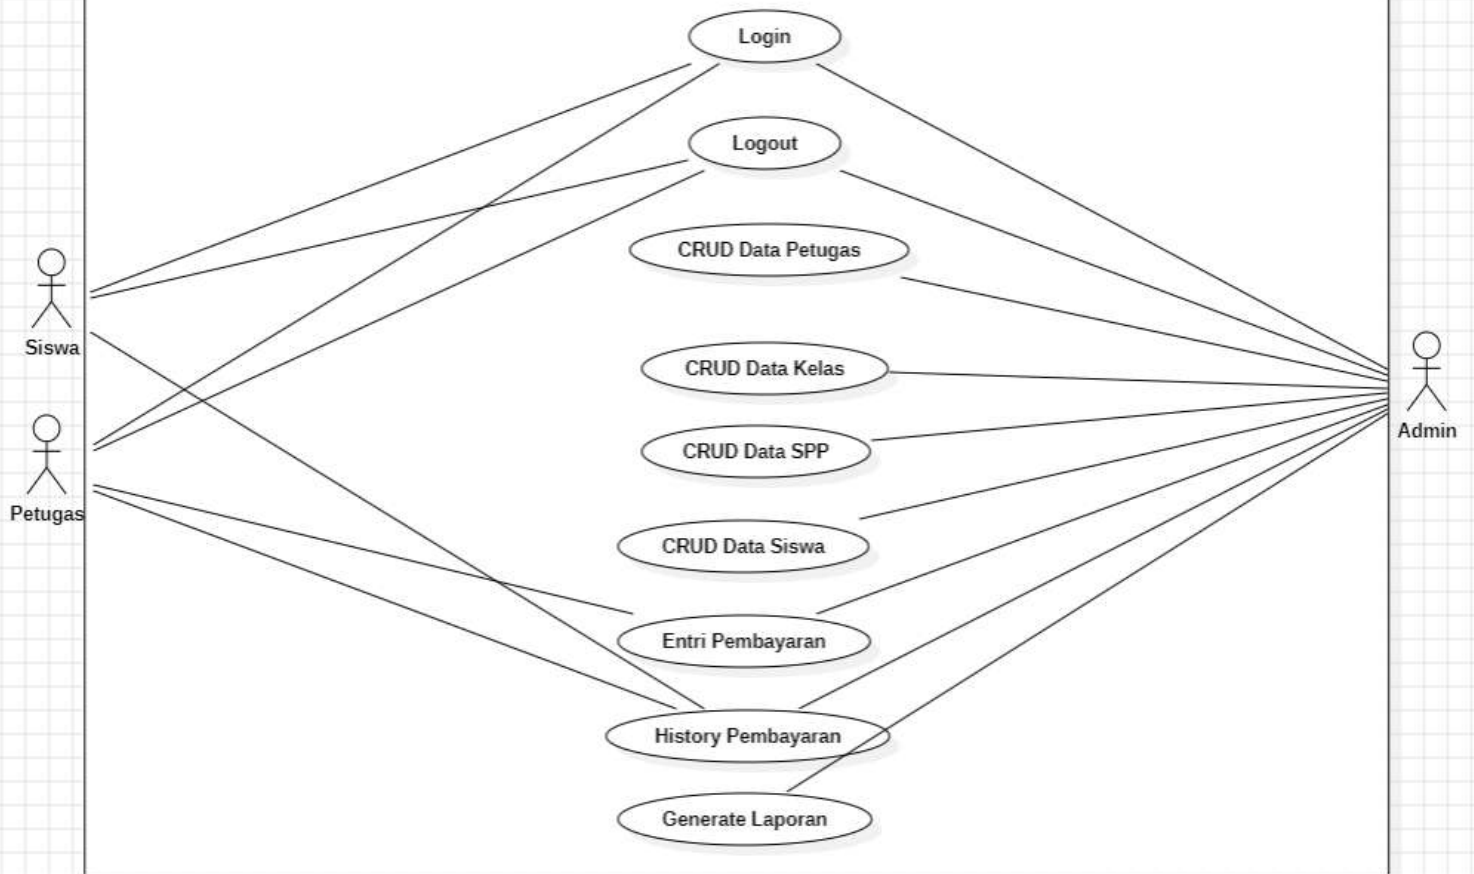 Login
Logout
CRUD Data Petugas
Siswa
CRUD Data Kelas
Admin
CRUD Data SPP
Petugas
CRUD Data Siswa
Entri Pembayaran
History Pembayaran
Generate Laporan